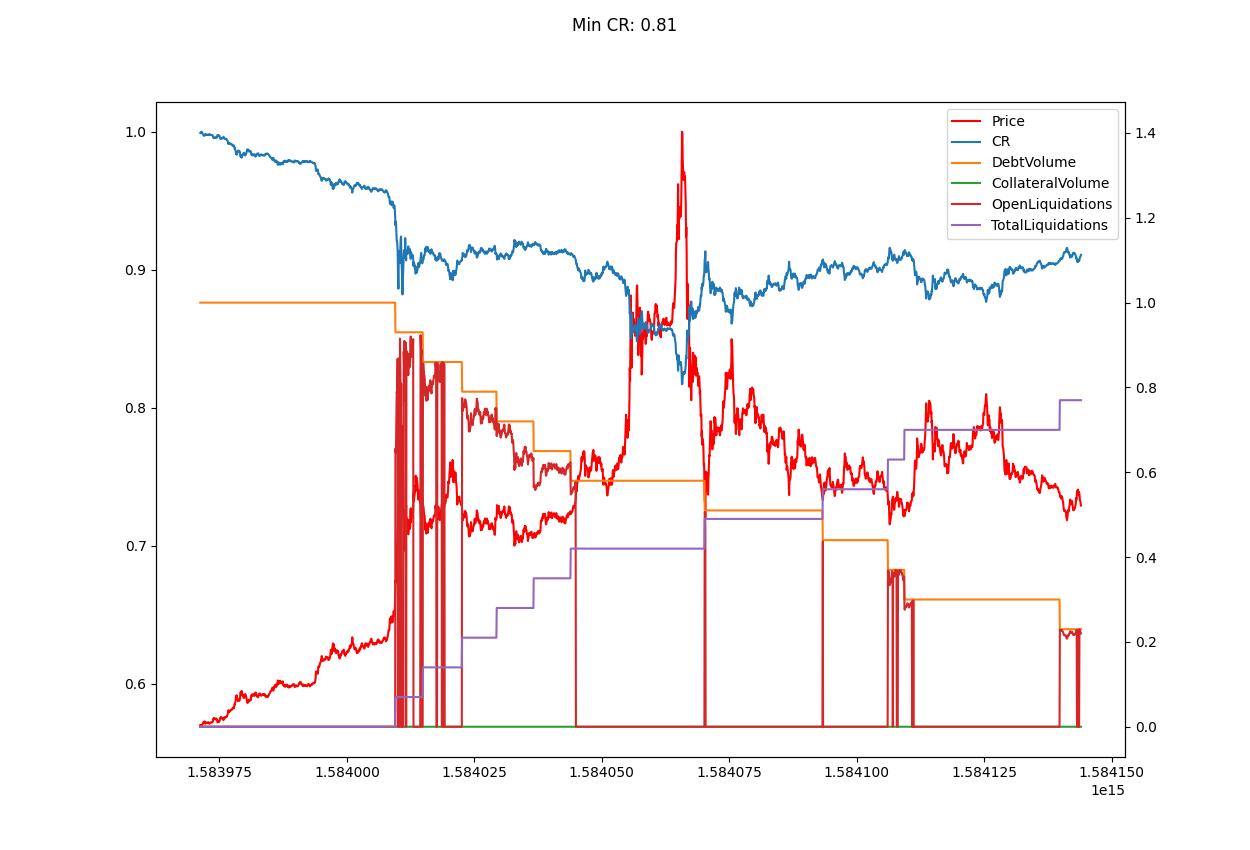 Min CR: 0.81
Price
CR
DebtVolume
CollateralVolume
OpenLiquidations
TotalLiquidations
1.0
0.9
0.8
0.7
0.6
1.4
1.2
1.0
0.8
0.6
0.4
0.2
0.0
1.583975 1.584000 1.584025 1.584050 1.584075 1.584100 1.584125 1.584150
1e15